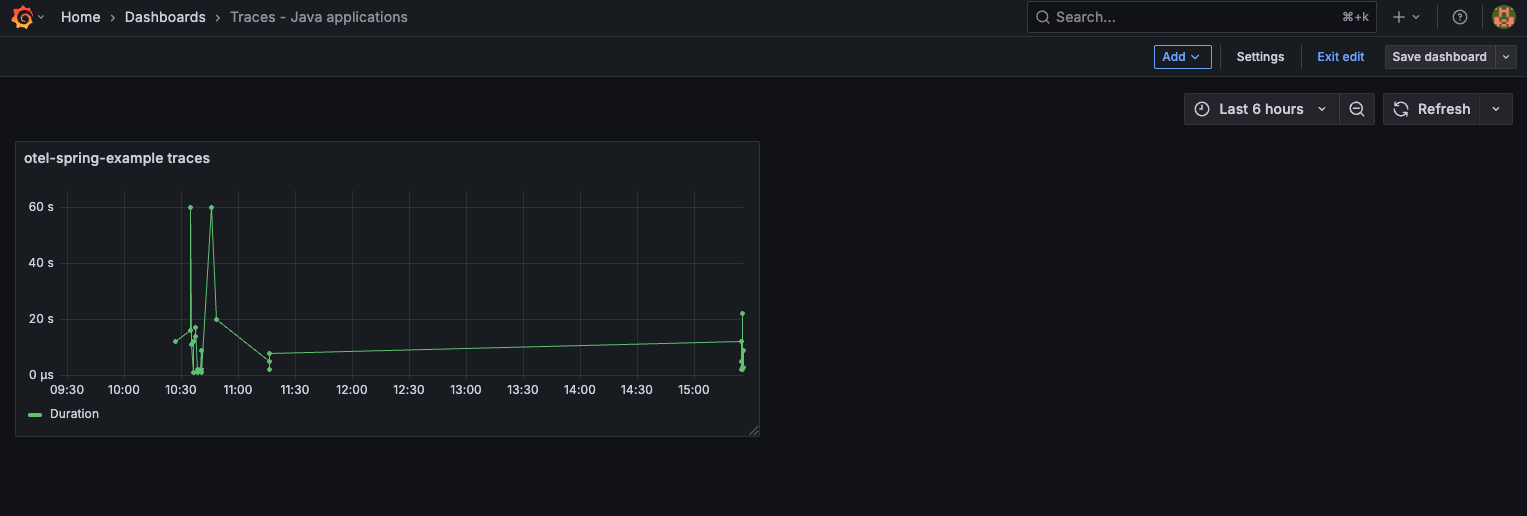 Home › Dashboards › Traces - Java applications
Search... ⌘+k
Add Settings Exit edit Save dashboard
Last 6 hours Refresh
otel-spring-example traces
60 s
40 s
20 s
0 µs
09:30 10:00 10:30 11:00 11:30 12:00 12:30 13:00 13:30 14:00 14:30 15:00
Duration